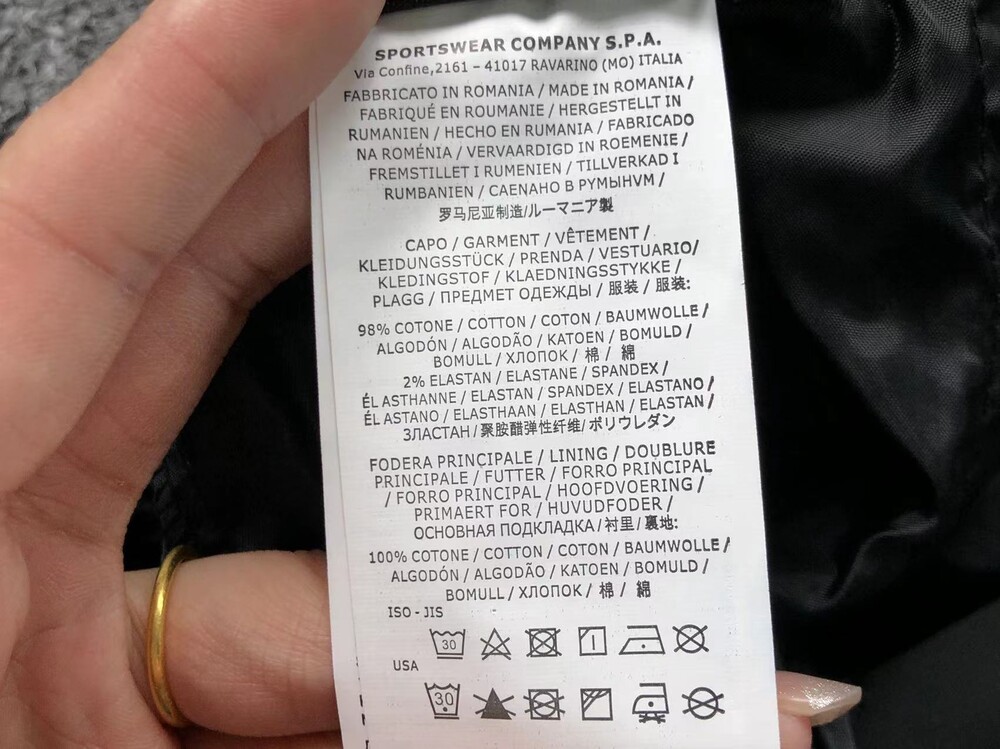 SPORTSWEAR COMPANY S.P.A.
Via Confine,2161 – 41017 RAVARINO (MO) ITALIA
FABBRICATO IN ROMANIA / MADE IN ROMANIA /
FABRIQUÉ EN ROUMANIE / HERGESTELLT IN
RUMANIEN / HECHO EN RUMANIA / FABRICADO
NA ROMÉNIA / VERVAARDIGD IN ROEMENIE /
FREMSTILLET I RUMENIEN / TILLVERKAD I
RUMBANIEN / CAEHAHO B РУМЫНVM /
罗马尼亚制造/ルーマニア製
CAPO / GARMENT / VÊTEMENT /
KLEIDUNGSSTÜCK / PRENDA / VESTUARIO/
KLEDINGSTOF / KLAEDNINGSSTYKKE /
PLAGG / ПРЕДМЕТ ОДЕЖДЫ / 服装 / 服装:
98% COTONE / COTTON / COTON / BAUMWOLLE /
ALGODÓN / ALGODÃO / KATOEN / BOMULD /
BOMULL / ХЛОПОК / 棉 / 綿
2% ELASTAN / ELASTANE / SPANDEX /
ÉL ASTHANNE / ELASTAN / SPANDEX / ELASTANO /
ÉL ASTANO / ELASTHAAN / ELASTHAN / ELASTAN /
ЗЛАСТАН / 聚胺醋弹性纤维/ ポリウレダン
FODERA PRINCIPALE / LINING / DOUBLURE
PRINCIPALE / FUTTER / FORRO PRINCIPAL
/ FORRO PRINCIPAL / HOOFDVOERING /
PRIMAERT FOR / HUVUDFODER /
ОСНОВНАЯ ПОДКЛАДКА / 衬里 / 裏地:
100% COTONE / COTTON / COTON / BAUMWOLLE /
ALGODÓN / ALGODÃO / KATOEN / BOMULD /
BOMULL / ХЛОПОК / 棉 / 綿
ISO - JIS
30
USA
30